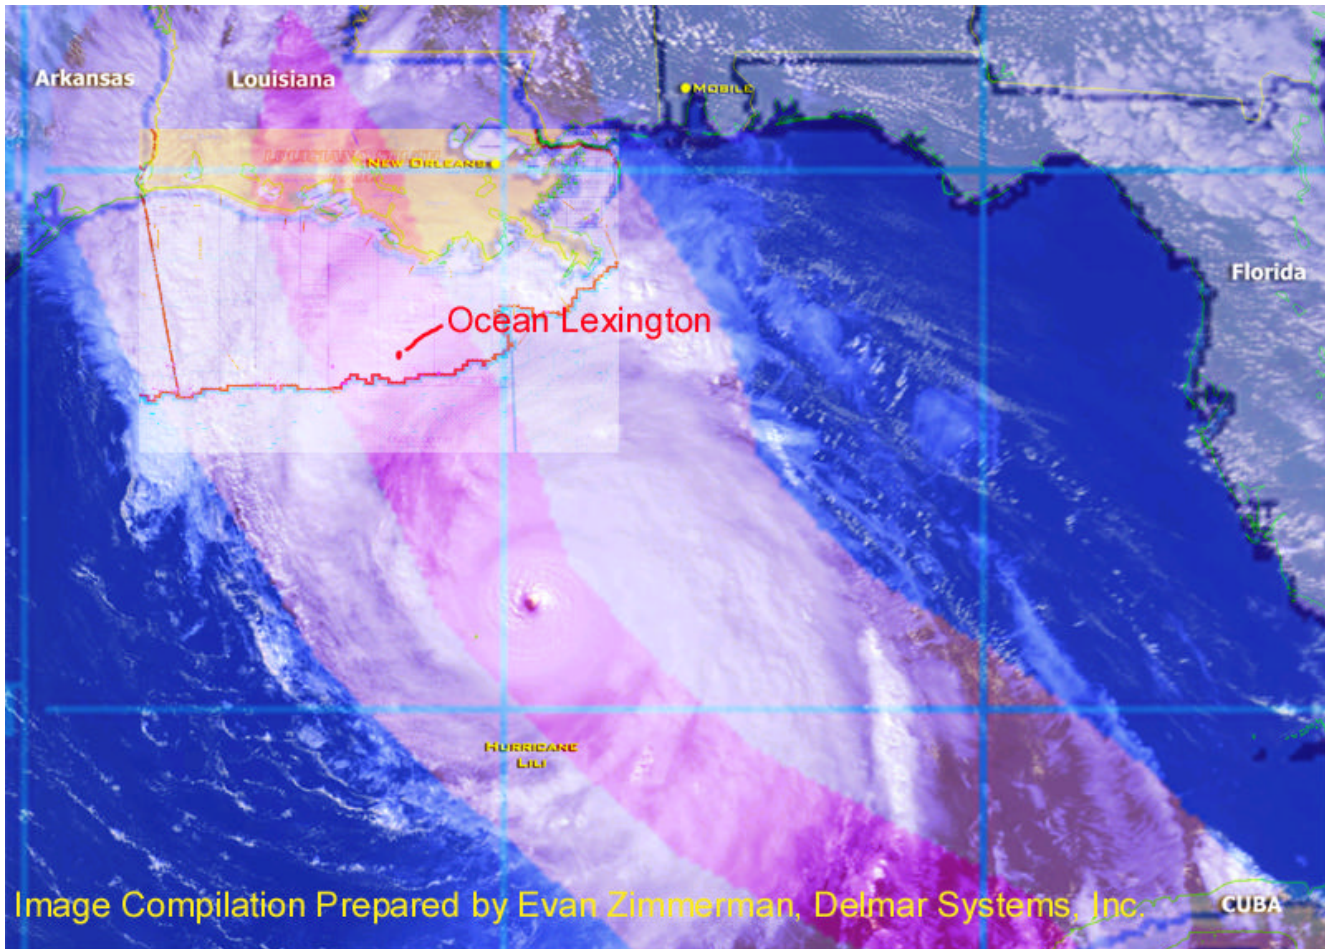 Arkansas
Louisiana
Mobile
New Orleans
Florida
Ocean Lexington
Hurricane
Lili
Image Compilation Prepared by Evan Zimmerman, Delmar Systems, Inc.
CUBA